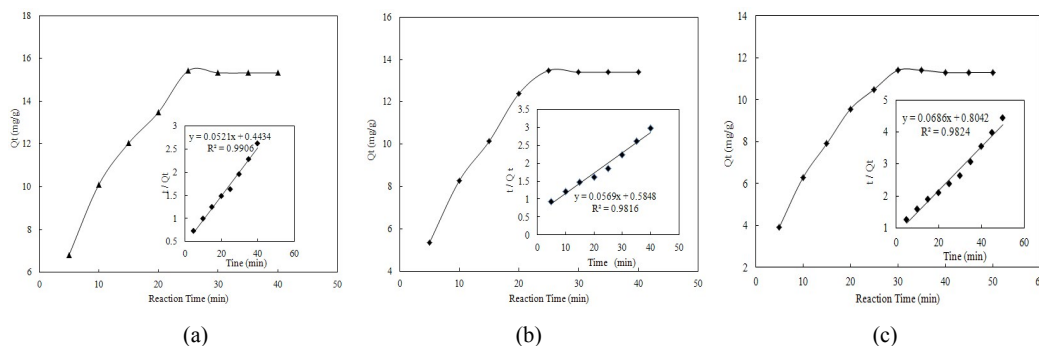 18
16
14
12
10
8
6
Qt (mg/g)
0 10 20 30 40 50
Reaction Time (min)
3
2.5
2
1.5
1
0.5
t / Qt
y = 0.0521x + 0.4434
R² = 0.9906
0 20 40 60
Tine (min)
(a)
16
14
12
10
8
6
4
Qt (mg/g)
0 10 20 30 40 50
Reaction Time (min)
3.5
3
2.5
2
1.5
1
0.5
0
t / Q t
y = 0.0569x + 0.5848
R² = 0.9816
0 10 20 30 40 50
Time (min)
(b)
14
12
10
8
6
4
2
Qt (mg/g)
0 10 20 30 40 50 60
Reaction Time (min)
5
4
3
2
1
t / Qt
y = 0.0686x + 0.8042
R² = 0.9824
0 20 40 60
Tine (min)
(c)